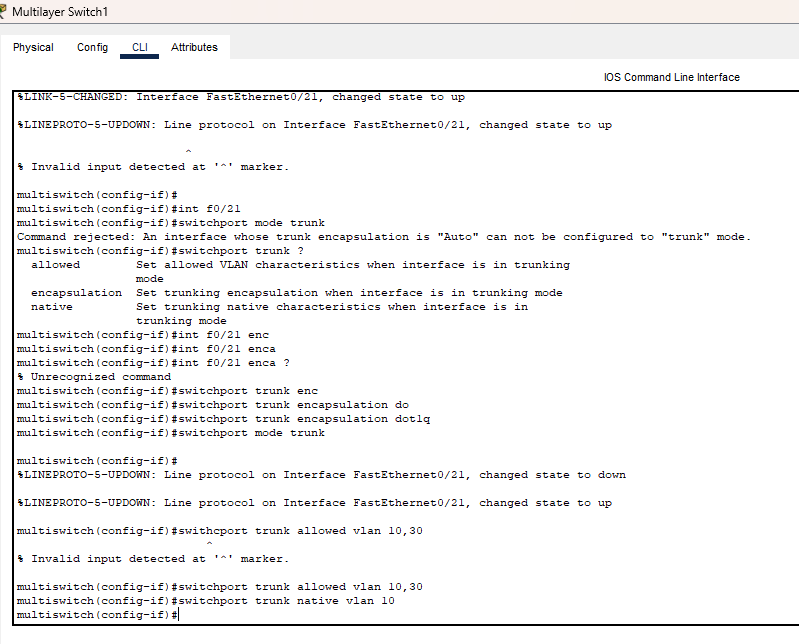 Multilayer Switch1
Physical Config CLI Attributes
IOS Command Line Interface
%LINK-5-CHANGED: Interface FastEthernet0/21, changed state to up
%LINEPROTO-5-UPDOWN: Line protocol on Interface FastEthernet0/21, changed state to up
^
% Invalid input detected at '^' marker.
multiswitch(config-if)#
multiswitch(config-if)#int f0/21
multiswitch(config-if)#switchport mode trunk
Command rejected: An interface whose trunk encapsulation is "Auto" can not be configured to "trunk" mode.
multiswitch(config-if)#switchport trunk ?
allowed Set allowed VLAN characteristics when interface is in trunking
mode
encapsulation Set trunking encapsulation when interface is in trunking mode
native Set trunking native characteristics when interface is in
trunking mode
multiswitch(config-if)#int f0/21 enc
multiswitch(config-if)#int f0/21 enca
multiswitch(config-if)#int f0/21 enca ?
% Unrecognized command
multiswitch(config-if)#switchport trunk enc
multiswitch(config-if)#switchport trunk encapsulation do
multiswitch(config-if)#switchport trunk encapsulation dot1q
multiswitch(config-if)#switchport mode trunk
multiswitch(config-if)#
%LINEPROTO-5-UPDOWN: Line protocol on Interface FastEthernet0/21, changed state to down
%LINEPROTO-5-UPDOWN: Line protocol on Interface FastEthernet0/21, changed state to up
multiswitch(config-if)#swithcport trunk allowed vlan 10,30
^
% Invalid input detected at '^' marker.
multiswitch(config-if)#switchport trunk allowed vlan 10,30
multiswitch(config-if)#switchport trunk native vlan 10
multiswitch(config-if)#